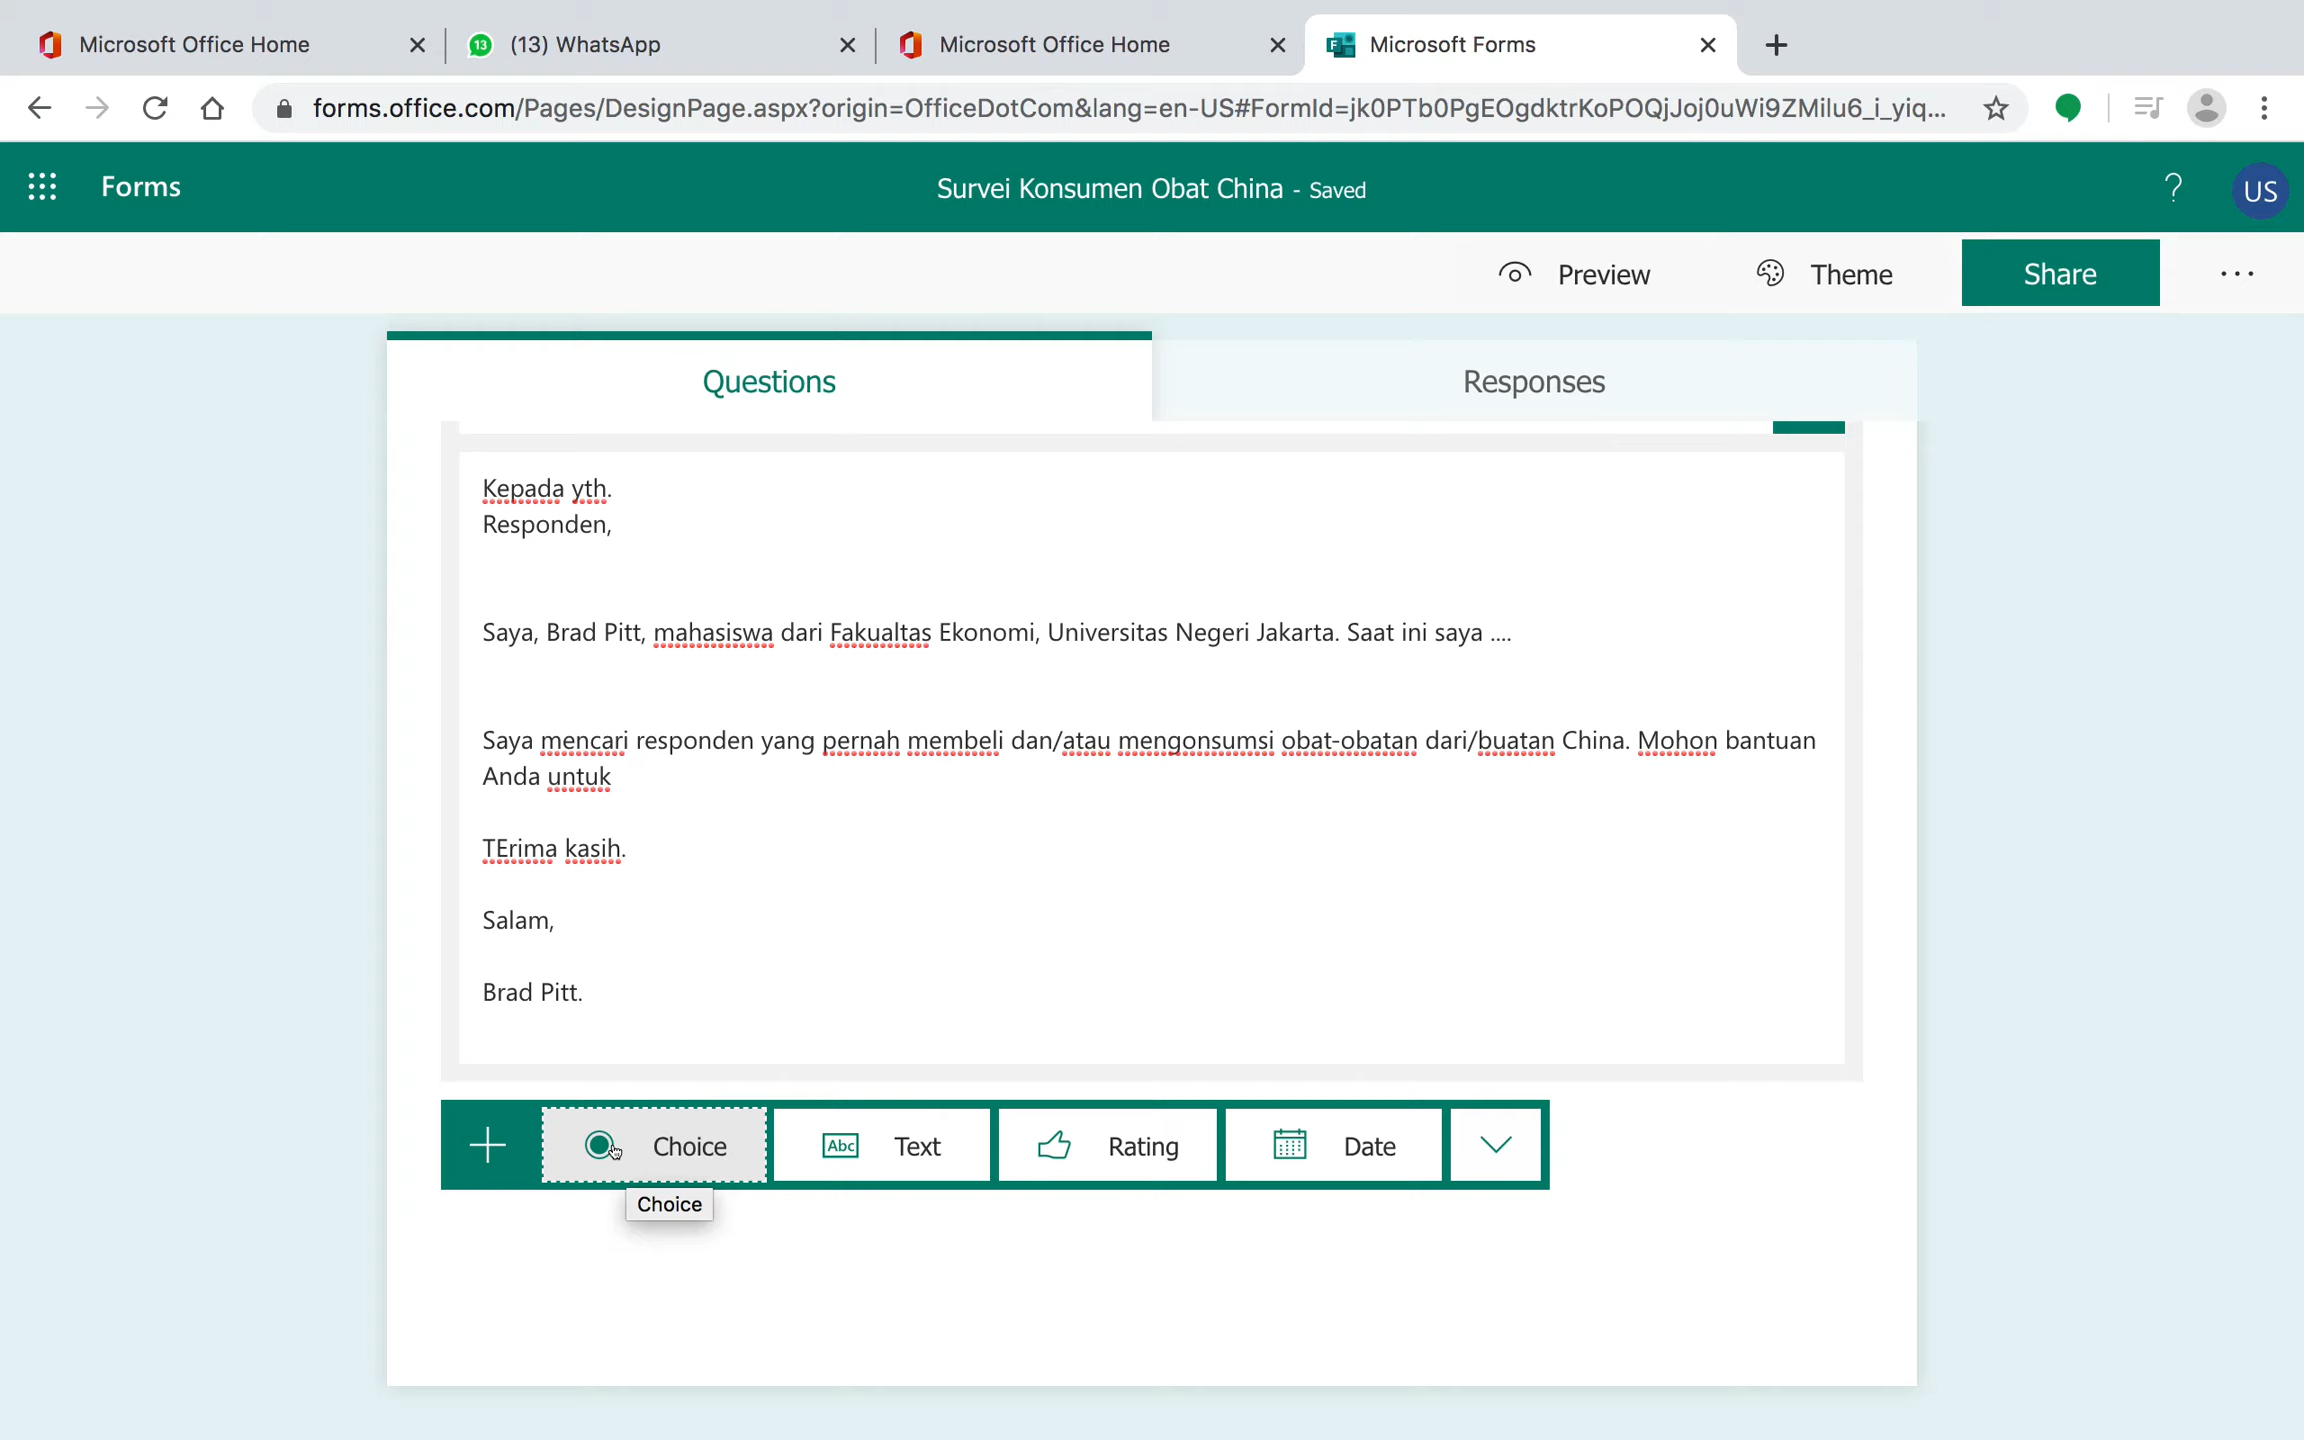 Microsoft Office Home
(13) WhatsApp
Microsoft Office Home
Microsoft Forms
13
forms.office.com/Pages/DesignPage.aspx?origin=OfficeDotCom&lang=en-US#FormId=jk0PTb0PgEOgdktrKoPOQjJoj0uWi9ZMilu6_i_yiq...
Forms
Survei Konsumen Obat China - Saved
?
US
Preview
Theme
Share
Questions
Responses
Kepada yth.
Responden,
Saya, Brad Pitt, mahasiswa dari Fakualtas Ekonomi, Universitas Negeri Jakarta. Saat ini saya ....
Saya mencari responden yang pernah membeli dan/atau mengonsumsi obat-obatan dari/buatan China. Mohon bantuan
Anda untuk
TErima kasih.
Salam,
Brad Pitt.
Choice
Abc Text
Rating
Date
Choice